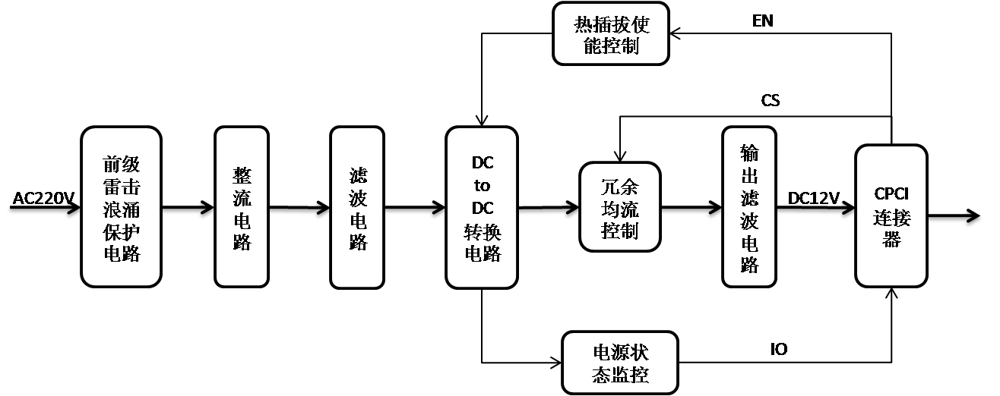 热插拔使
能控制
EN
CS
AC220V
前级
雷击
浪涌
保护
电路
整
流
电
路
滤
波
电
路
DC
to
DC
转换
电路
冗余
均流
控制
输
出
滤
波
电
路
DC12V
CPCI
连接
器
电源状
态监控
IO